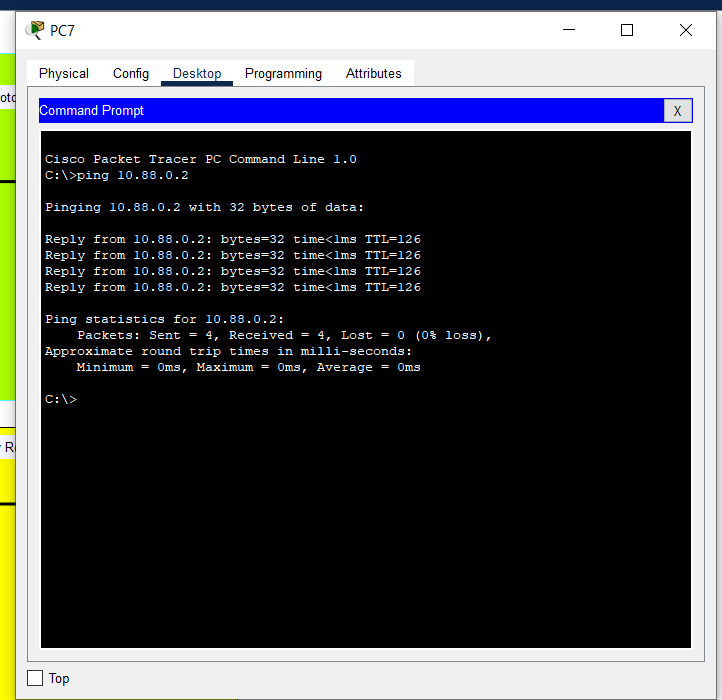 PC7
Physical Config Desktop Programming Attributes
Command Prompt X
Cisco Packet Tracer PC Command Line 1.0
C:\>ping 10.88.0.2
Pinging 10.88.0.2 with 32 bytes of data:
Reply from 10.88.0.2: bytes=32 time<1ms TTL=126
Reply from 10.88.0.2: bytes=32 time<1ms TTL=126
Reply from 10.88.0.2: bytes=32 time<1ms TTL=126
Reply from 10.88.0.2: bytes=32 time<1ms TTL=126
Ping statistics for 10.88.0.2:
Packets: Sent = 4, Received = 4, Lost = 0 (0% loss),
Approximate round trip times in milli-seconds:
Minimum = 0ms, Maximum = 0ms, Average = 0ms
C:\>
Top